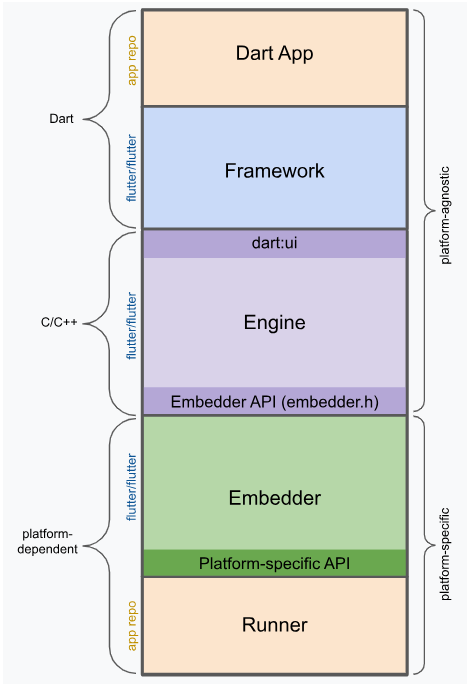 app repo
Dart App
Dart
flutter/flutter
Framework
platform-agnostic
dart:ui
C/C++
flutter/flutter
Engine
Embedder API (embedder.h)
flutter/flutter
Embedder
platform-
dependent
platform-specific
Platform-specific API
app repo
Runner